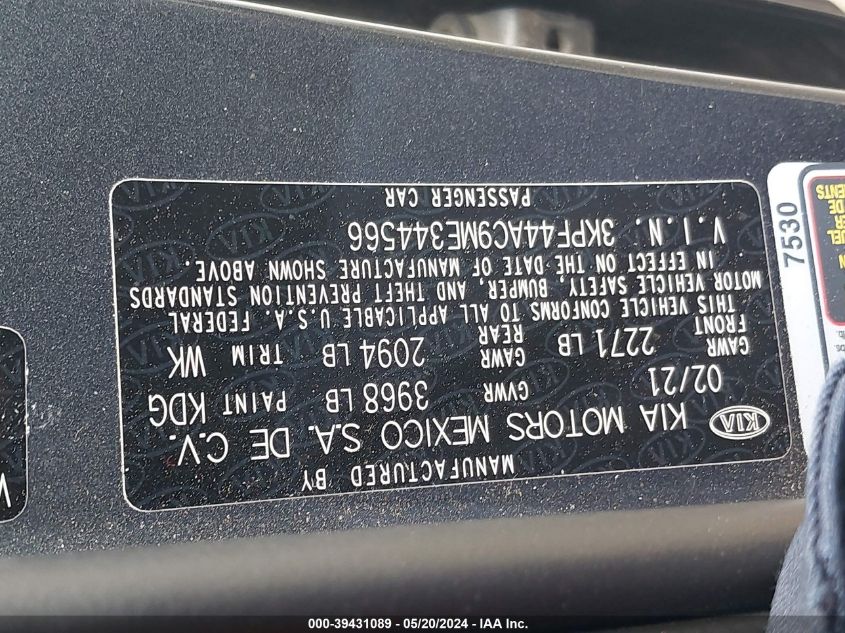 MANUFACTURED BY
KIA KIA MOTORS MEXICO S.A. DE C.V.
02/21 GVWR 3968 LB PAINT KDG
GAWR FRONT 2271 LB GAWR REAR 2094 LB TRIM WK
THIS VEHICLE CONFORMS TO ALL APPLICABLE U.S.A. FEDERAL
MOTOR VEHICLE SAFETY, BUMPER, AND THEFT PREVENTION STANDARDS
IN EFFECT ON THE DATE OF MANUFACTURE SHOWN ABOVE.
V.I.N. 3KPF44AC9ME344566
PASSENGER CAR
7530
000-39431089 - 05/20/2024 - IAA Inc.